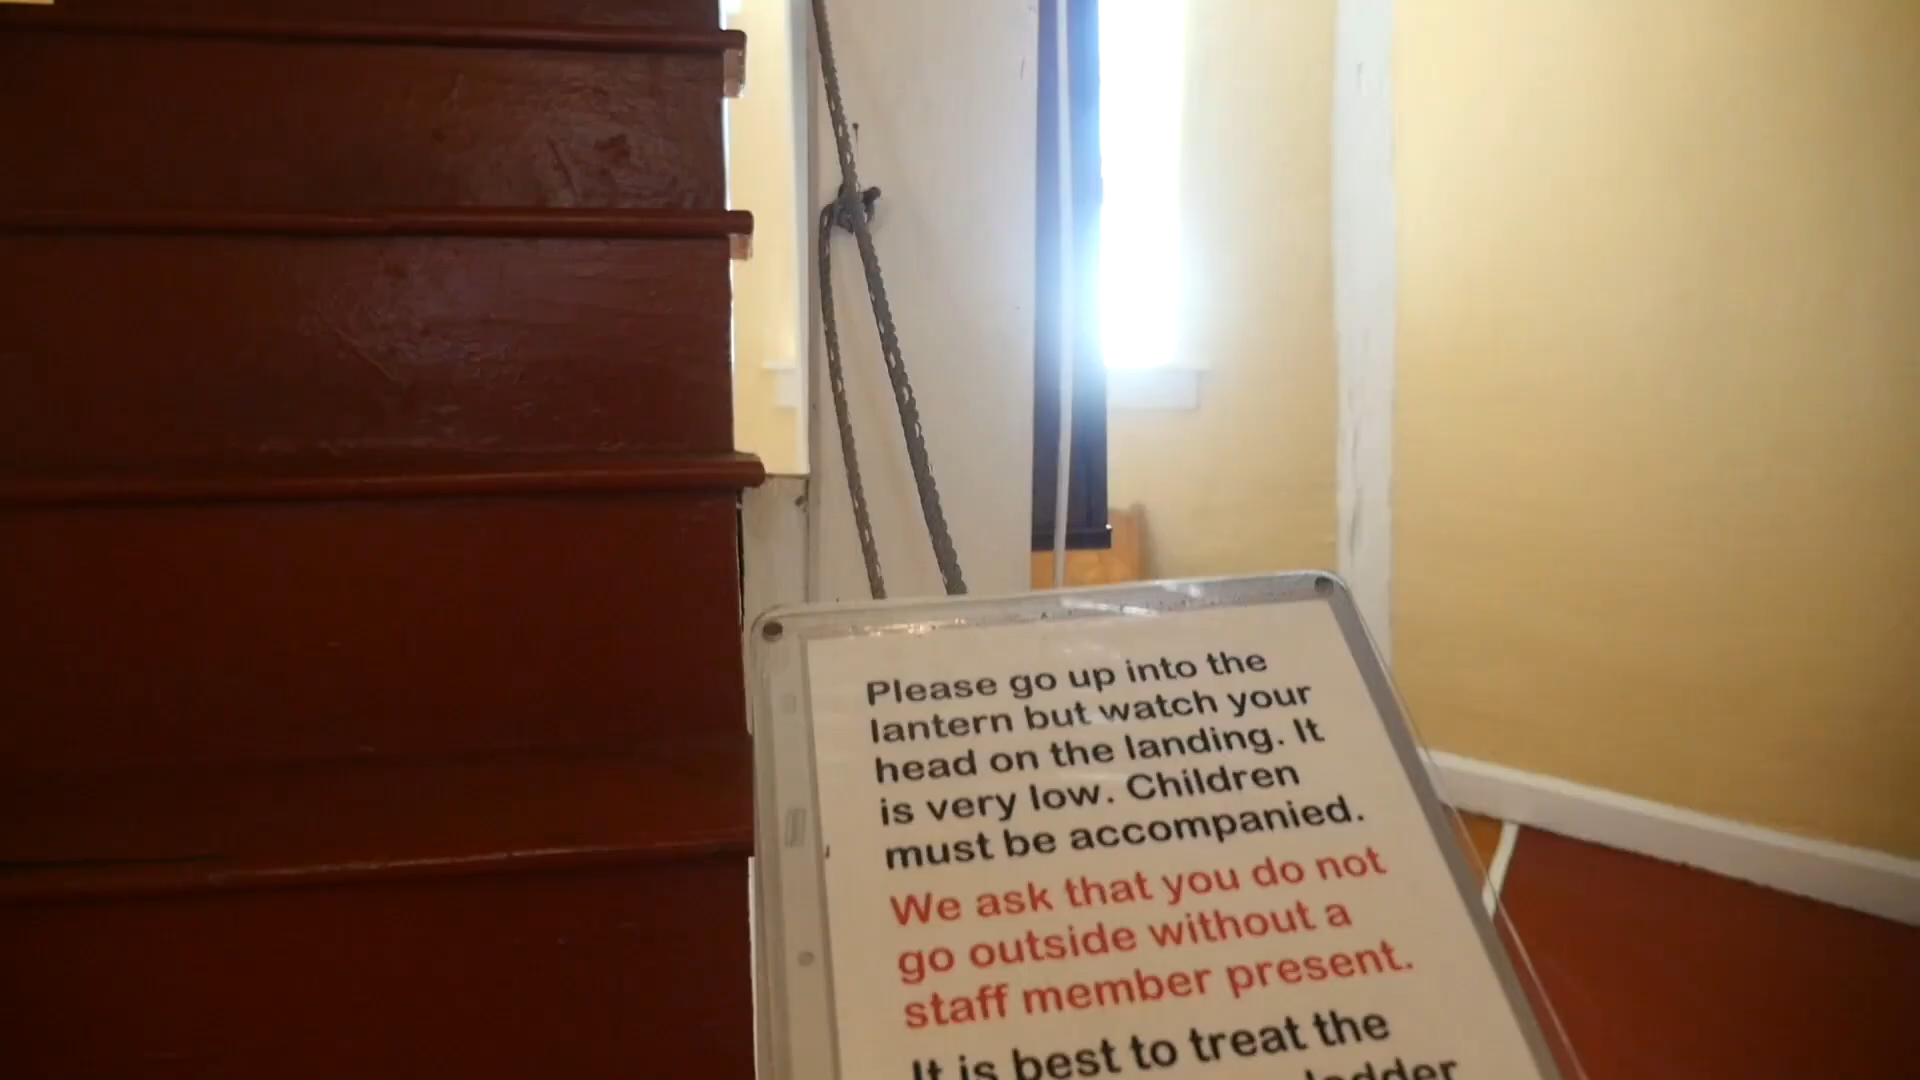 Please go up into the
lantern but watch your
head on the landing. It
is very low. Children
must be accompanied.
We ask that you do not
go outside without a
staff member present.
It is best to treat the
ladder